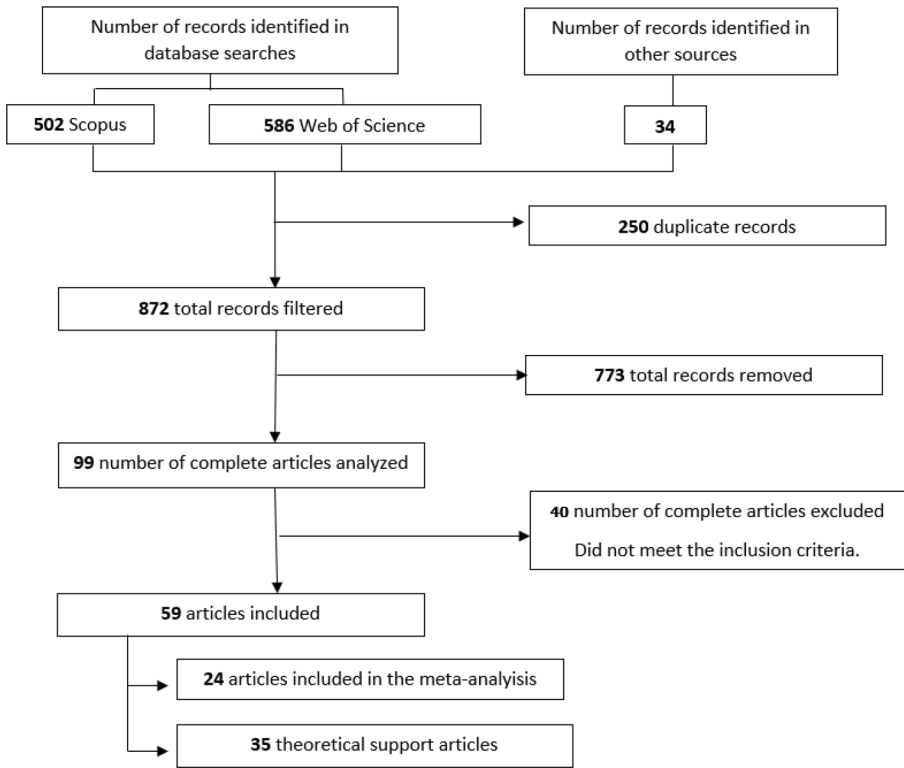 Number of records identified in
database searches
Number of records identified in
other sources
502 Scopus
586 Web of Science
34
250 duplicate records
872 total records filtered
773 total records removed
99 number of complete articles analyzed
40 number of complete articles excluded
Did not meet the inclusion criteria.
59 articles included
24 articles included in the meta-analyisis
35 theoretical support articles